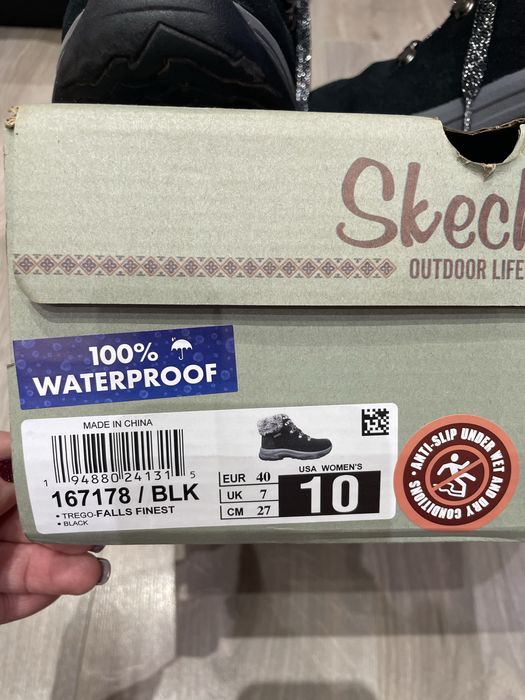 Skech
OUTDOOR LIFE
100%
WATERPROOF
MADE IN CHINA
1 94880 24131 5
167178 / BLK
• TREGO-FALLS FINEST
• BLACK
EUR 40
UK 7
CM 27
USA WOMEN'S
10
ANTI-SLIP UNDER WET AND DRY CONDITIONS